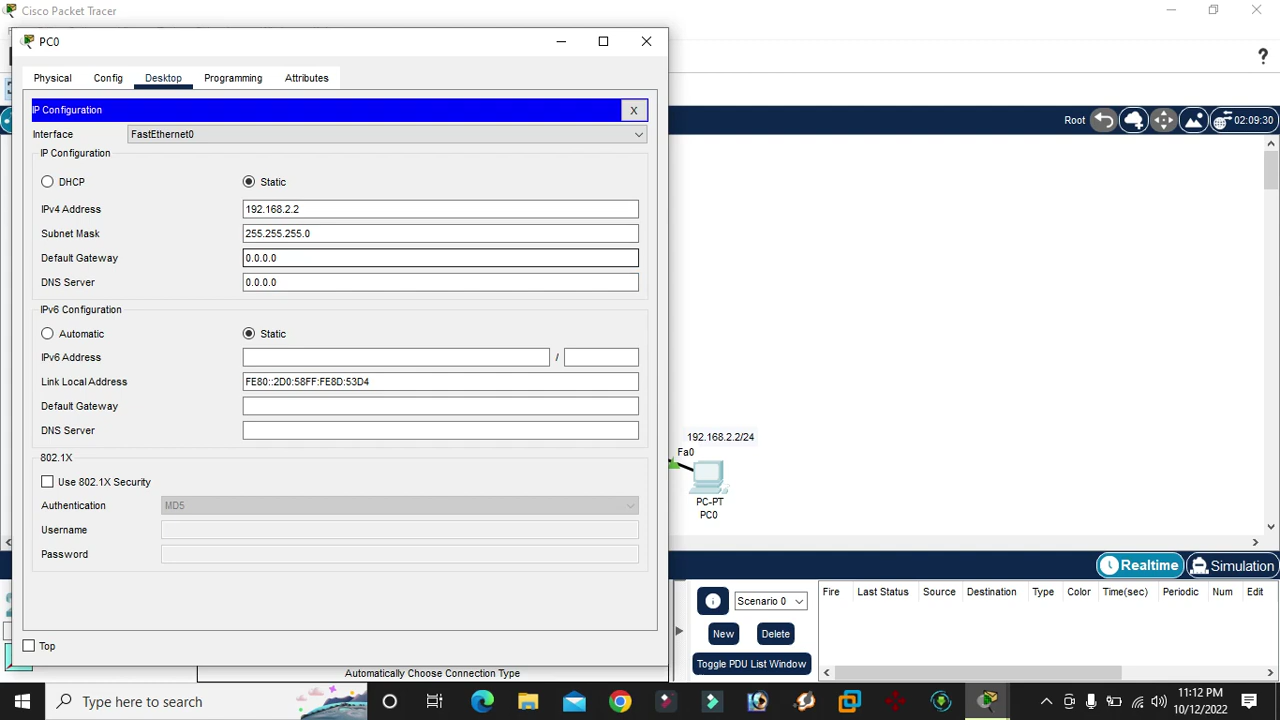 Cisco Packet Tracer
PC0
Physical Config Desktop Programming Attributes
IP Configuration X
Interface FastEthernet0
IP Configuration
DHCP Static
IPv4 Address 192.168.2.2
Subnet Mask 255.255.255.0
Default Gateway 0.0.0.0
DNS Server 0.0.0.0
IPv6 Configuration
Automatic Static
IPv6 Address /
Link Local Address FE80::2D0:58FF:FE8D:53D4
Default Gateway
DNS Server
802.1X
Use 802.1X Security
Authentication MD5
Username
Password
Top
?
Root 02:09:30
192.168.2.2/24
Fa0
PC-PT
PC0
Realtime Simulation
Scenario 0
New Delete
Toggle PDU List Window
Fire Last Status Source Destination Type Color Time(sec) Periodic Num Edit
Automatically Choose Connection Type
Type here to search
11:12 PM
10/12/2022